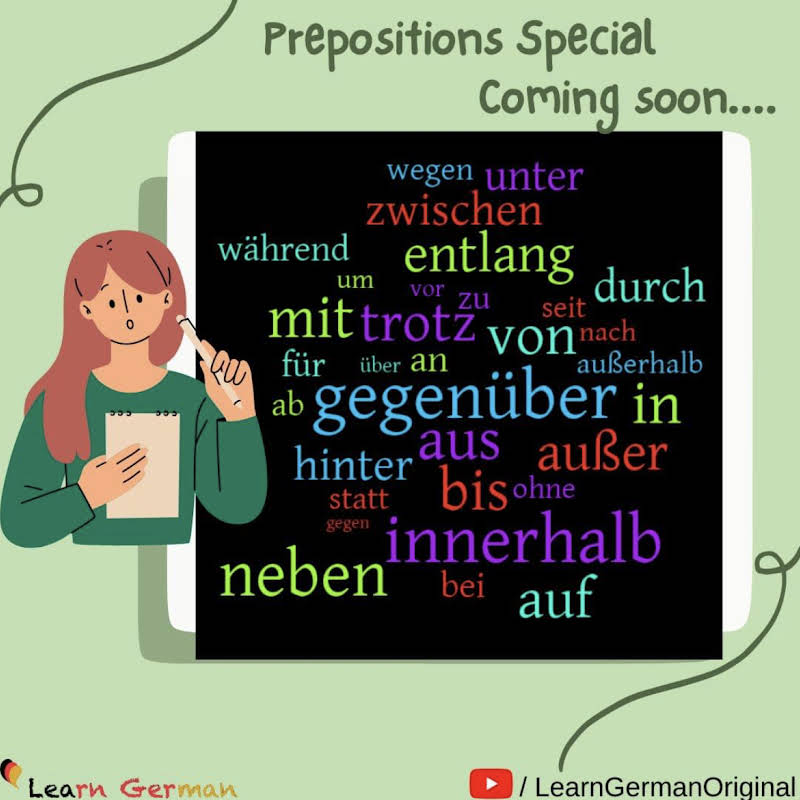 Prepositions Special
Coming soon....
wegen unter
zwischen
während entlang
um vor zu seit durch
mit trotz von nach
für über an außerhalb
ab gegenüber in
hinter aus außer
statt bis ohne
gegen innerhalb
neben bei auf
Learn German
/ LearnGermanOriginal